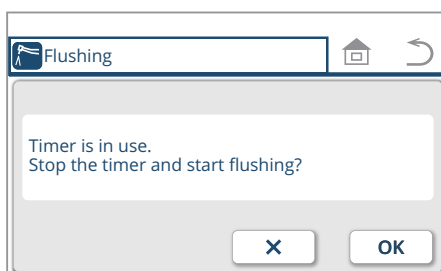 Flushing
Timer is in use.
Stop the timer and start flushing?
OK